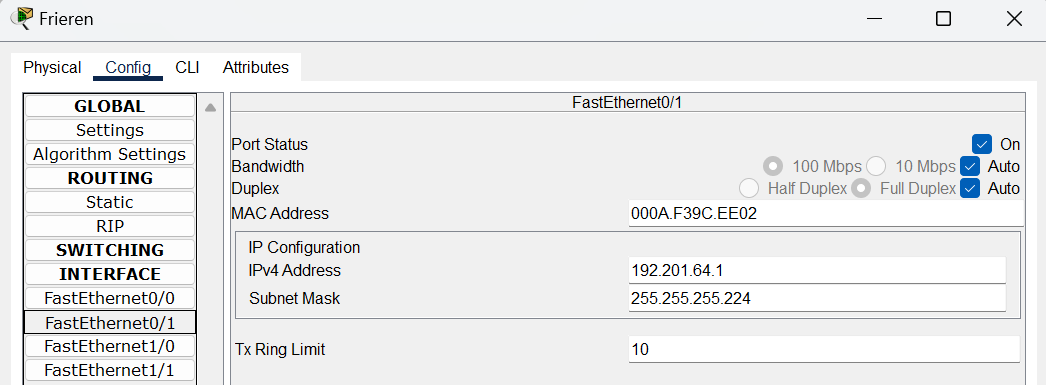 Frieren
Physical Config CLI Attributes
GLOBAL
Settings
Algorithm Settings
ROUTING
Static
RIP
SWITCHING
INTERFACE
FastEthernet0/0
FastEthernet0/1
FastEthernet1/0
FastEthernet1/1
FastEthernet0/1
Port Status On
Bandwidth 100 Mbps 10 Mbps Auto
Duplex Half Duplex Full Duplex Auto
MAC Address 000A.F39C.EE02
IP Configuration
IPv4 Address 192.201.64.1
Subnet Mask 255.255.255.224
Tx Ring Limit 10